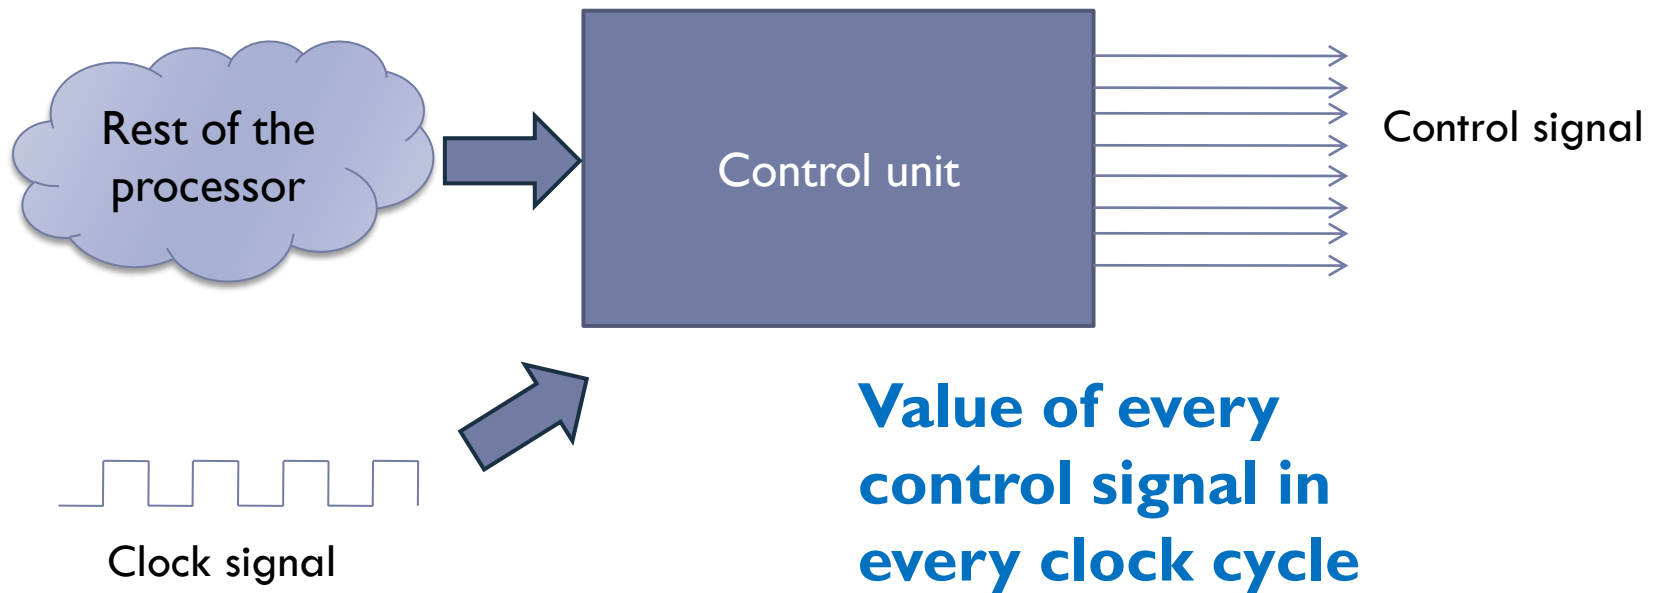 Rest of the
processor
Control unit
Control signal
Clock signal
Value of every
control signal in
every clock cycle